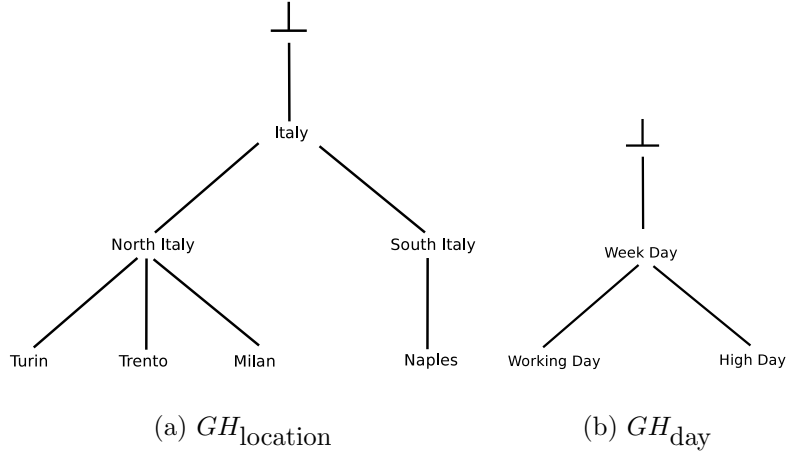 ⊥
Italy
North Italy
South Italy
Turin
Trento
Milan
Naples
(a) GH_location
⊥
Week Day
Working Day
High Day
(b) GH_day